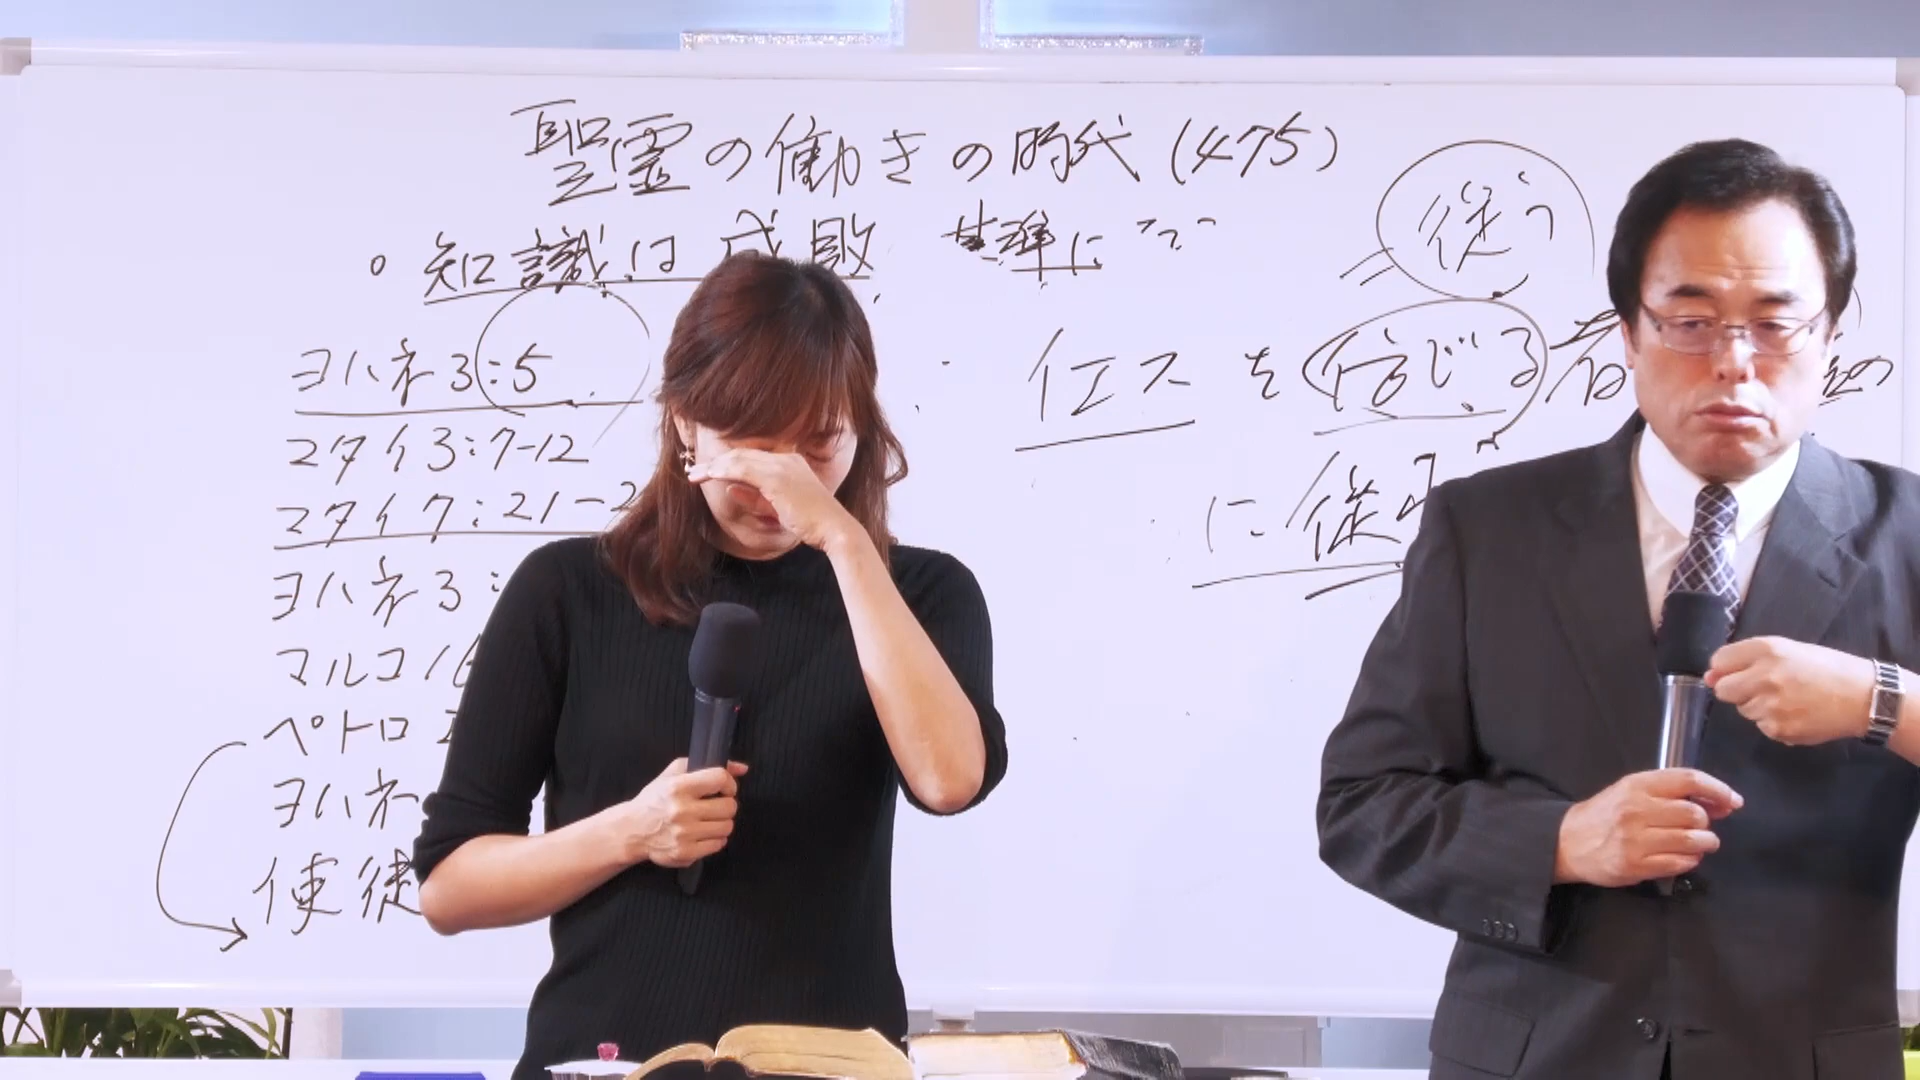 聖霊の働きの時代(475)
。知識は成敗 基準に
従う
ヨハネ3:5
イエスを信じる者
の
マタイ3:7-12
マタイ7:21-2
に従
ヨハネ3:
マルコ16
ペトロ
ヨハネ
使徒